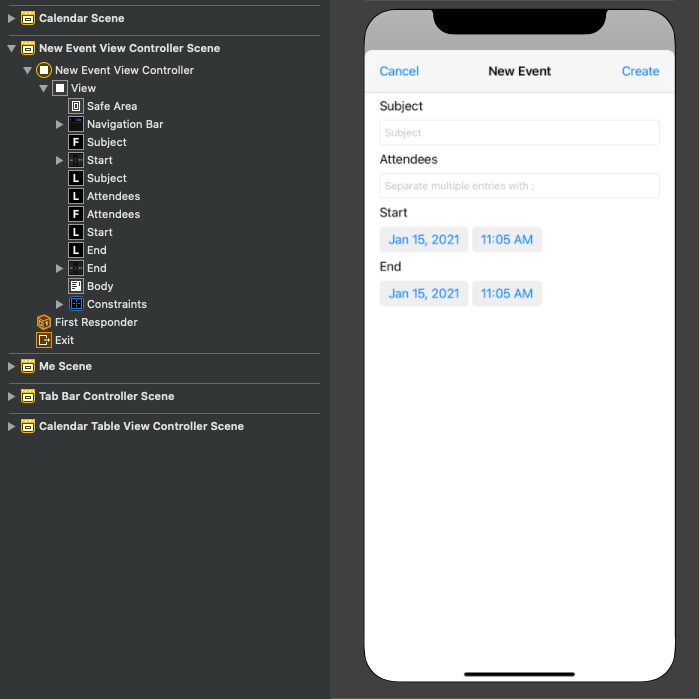 Calendar Scene
New Event View Controller Scene
New Event View Controller
View
Safe Area
Navigation Bar
F Subject
Start
L Subject
L Attendees
F Attendees
L Start
L End
End
Body
Constraints
First Responder
Exit
Me Scene
Tab Bar Controller Scene
Calendar Table View Controller Scene
Cancel New Event Create
Subject
Subject
Attendees
Separate multiple entries with ;
Start
Jan 15, 2021 11:05 AM
End
Jan 15, 2021 11:05 AM